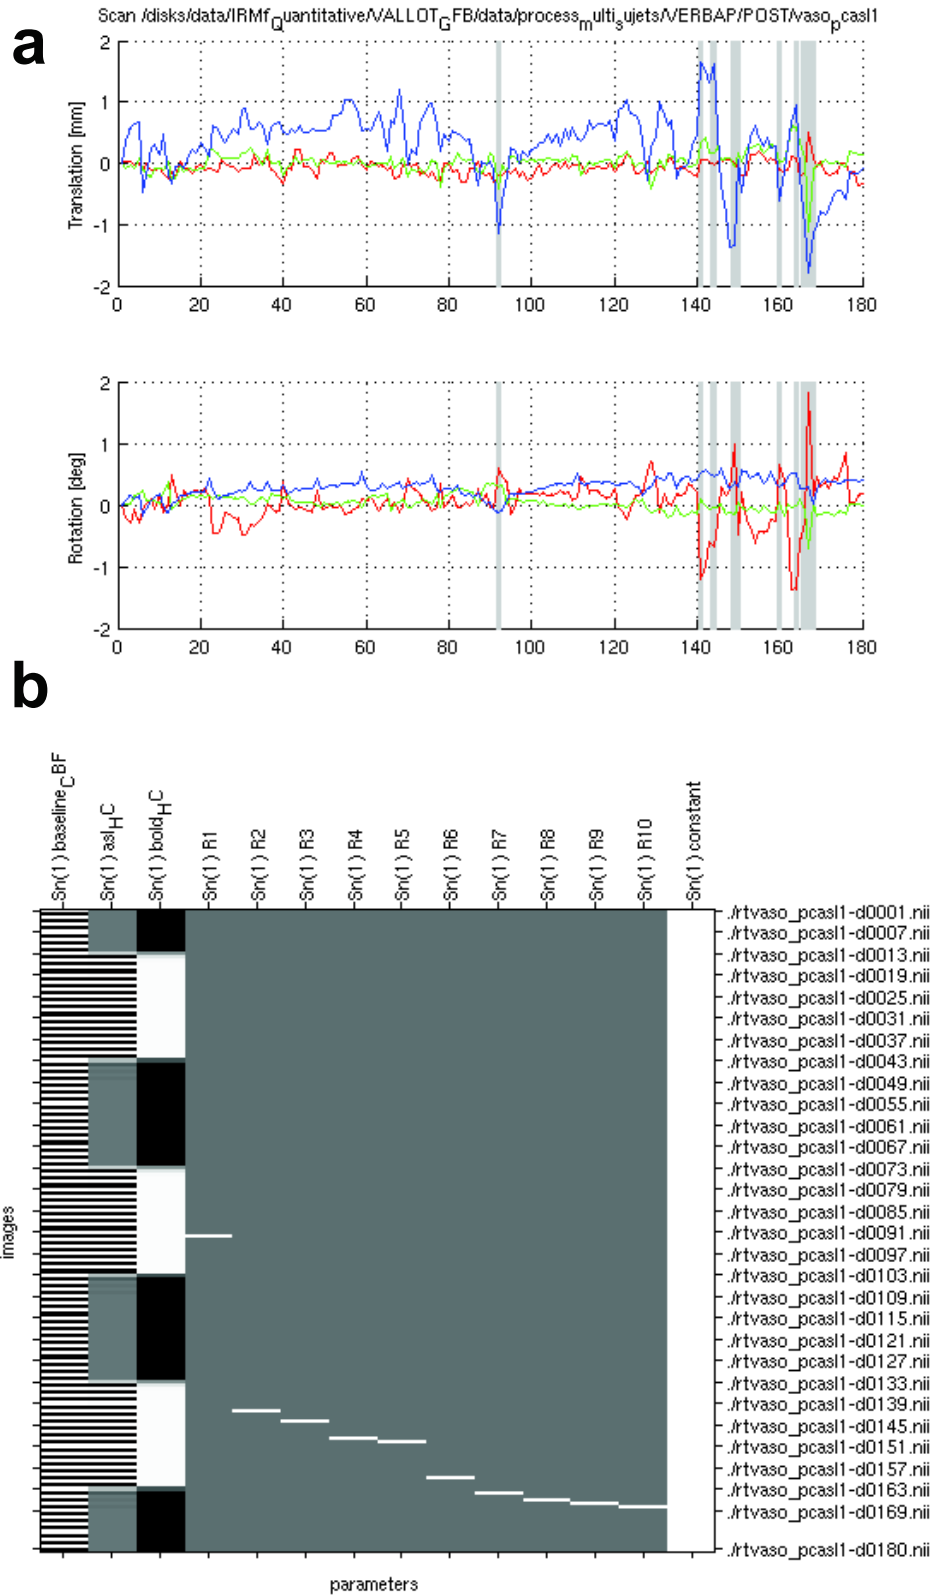 Scan /disks/data/IRMfQuantitative/VALLOTGFB/data/processmultisujets/VERBAP/POST/vasopcasl1
a
2
1
0
-1
-2
Translation [mm]
0 20 40 60 80 100 120 140 160 180
2
1
0
-1
-2
Rotation [deg]
0 20 40 60 80 100 120 140 160 180
b
Sn(1) baselineCBF
Sn(1) aslHC
Sn(1) boldHC
Sn(1) R1
Sn(1) R2
Sn(1) R3
Sn(1) R4
Sn(1) R5
Sn(1) R6
Sn(1) R7
Sn(1) R8
Sn(1) R9
Sn(1) R10
Sn(1) constant
./rtvaso_pcasl1-d0001.nii
./rtvaso_pcasl1-d0007.nii
./rtvaso_pcasl1-d0013.nii
./rtvaso_pcasl1-d0019.nii
./rtvaso_pcasl1-d0025.nii
./rtvaso_pcasl1-d0031.nii
./rtvaso_pcasl1-d0037.nii
./rtvaso_pcasl1-d0043.nii
./rtvaso_pcasl1-d0049.nii
./rtvaso_pcasl1-d0055.nii
./rtvaso_pcasl1-d0061.nii
./rtvaso_pcasl1-d0067.nii
./rtvaso_pcasl1-d0073.nii
./rtvaso_pcasl1-d0079.nii
./rtvaso_pcasl1-d0085.nii
./rtvaso_pcasl1-d0091.nii
./rtvaso_pcasl1-d0097.nii
./rtvaso_pcasl1-d0103.nii
./rtvaso_pcasl1-d0109.nii
./rtvaso_pcasl1-d0115.nii
./rtvaso_pcasl1-d0121.nii
./rtvaso_pcasl1-d0127.nii
./rtvaso_pcasl1-d0133.nii
./rtvaso_pcasl1-d0139.nii
./rtvaso_pcasl1-d0145.nii
./rtvaso_pcasl1-d0151.nii
./rtvaso_pcasl1-d0157.nii
./rtvaso_pcasl1-d0163.nii
./rtvaso_pcasl1-d0169.nii
./rtvaso_pcasl1-d0180.nii
images
parameters